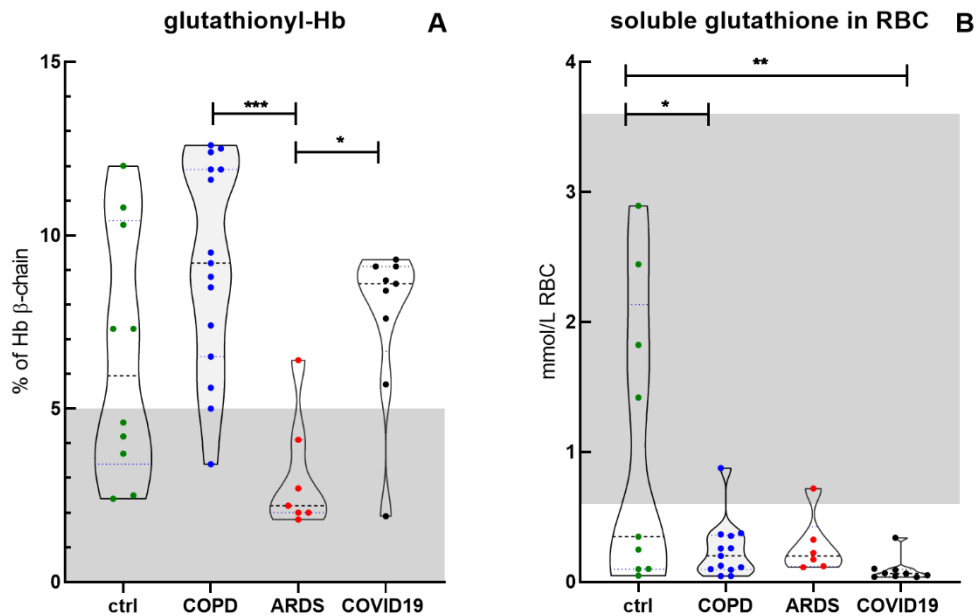 glutathionyl-Hb
A
% of Hb β-chain
15
10
5
0
***
*
ctrl
COPD
ARDS
COVID19
soluble glutathione in RBC
B
mmol/L RBC
4
3
2
1
0
**
*
ctrl
COPD
ARDS
COVID19